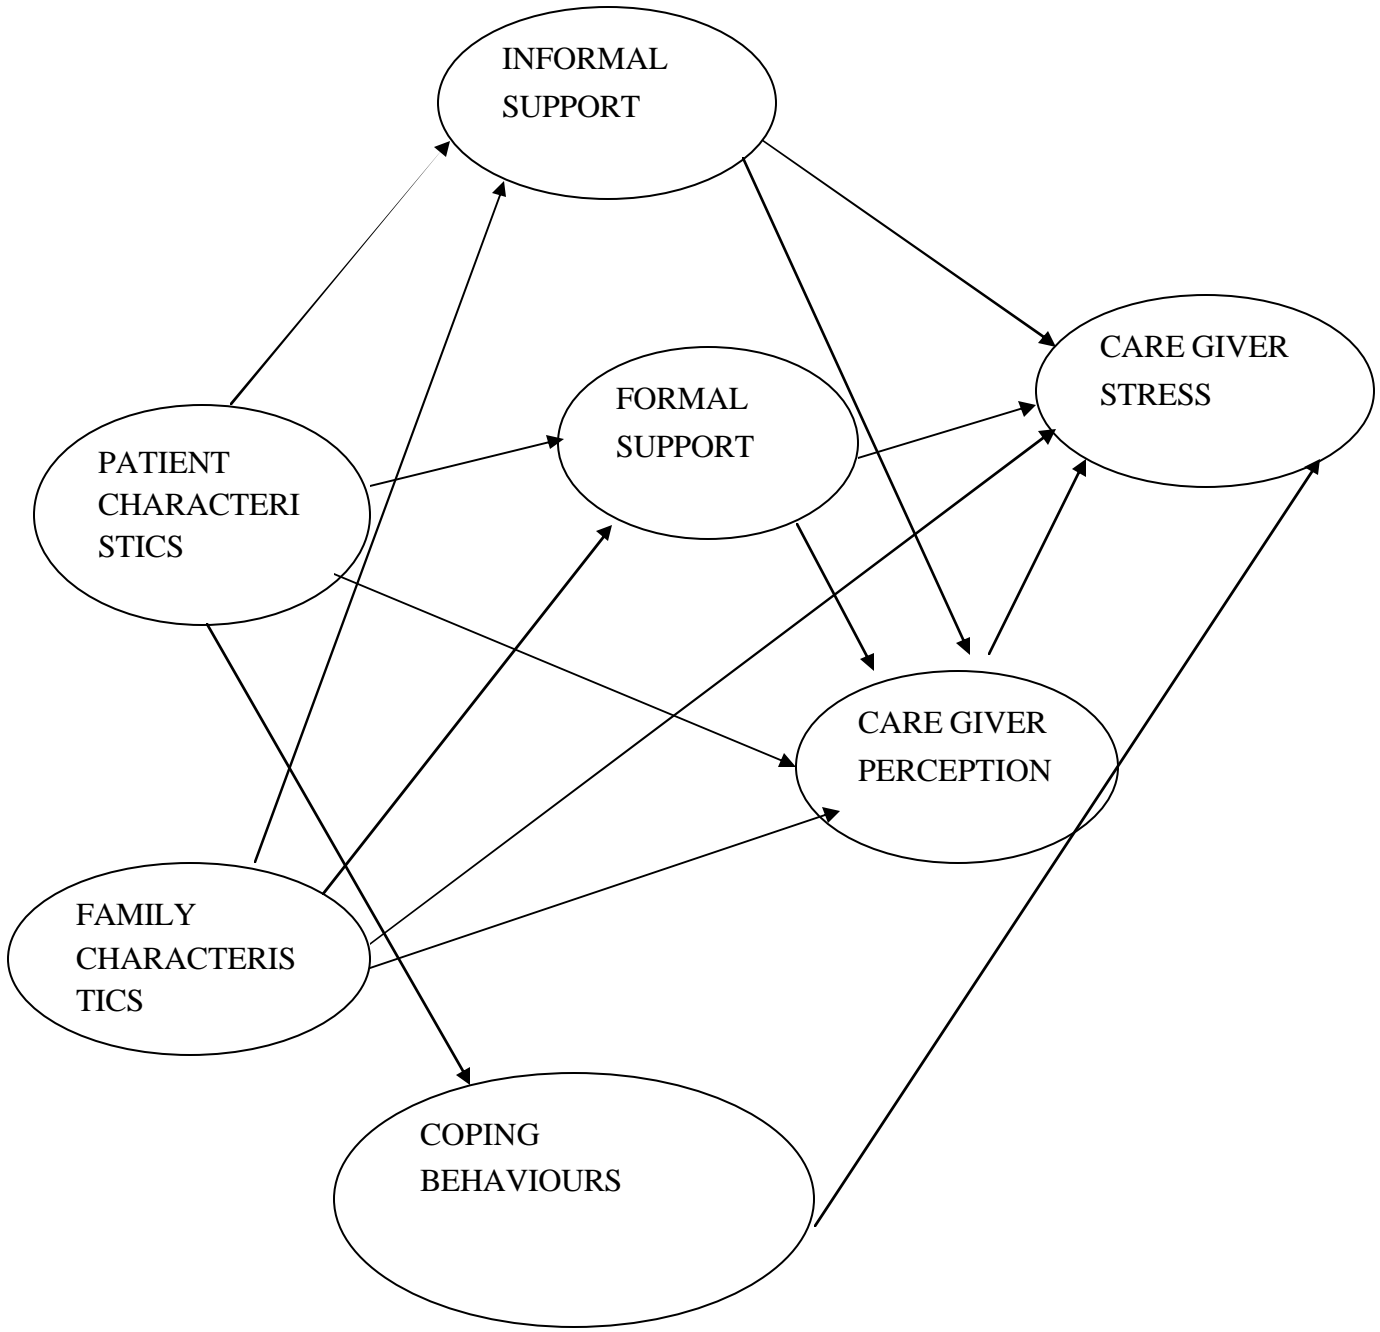 INFORMAL
SUPPORT
CARE GIVER
STRESS
FORMAL
SUPPORT
PATIENT
CHARACTERI
STICS
CARE GIVER
PERCEPTION
FAMILY
CHARACTERIS
TICS
COPING
BEHAVIOURS